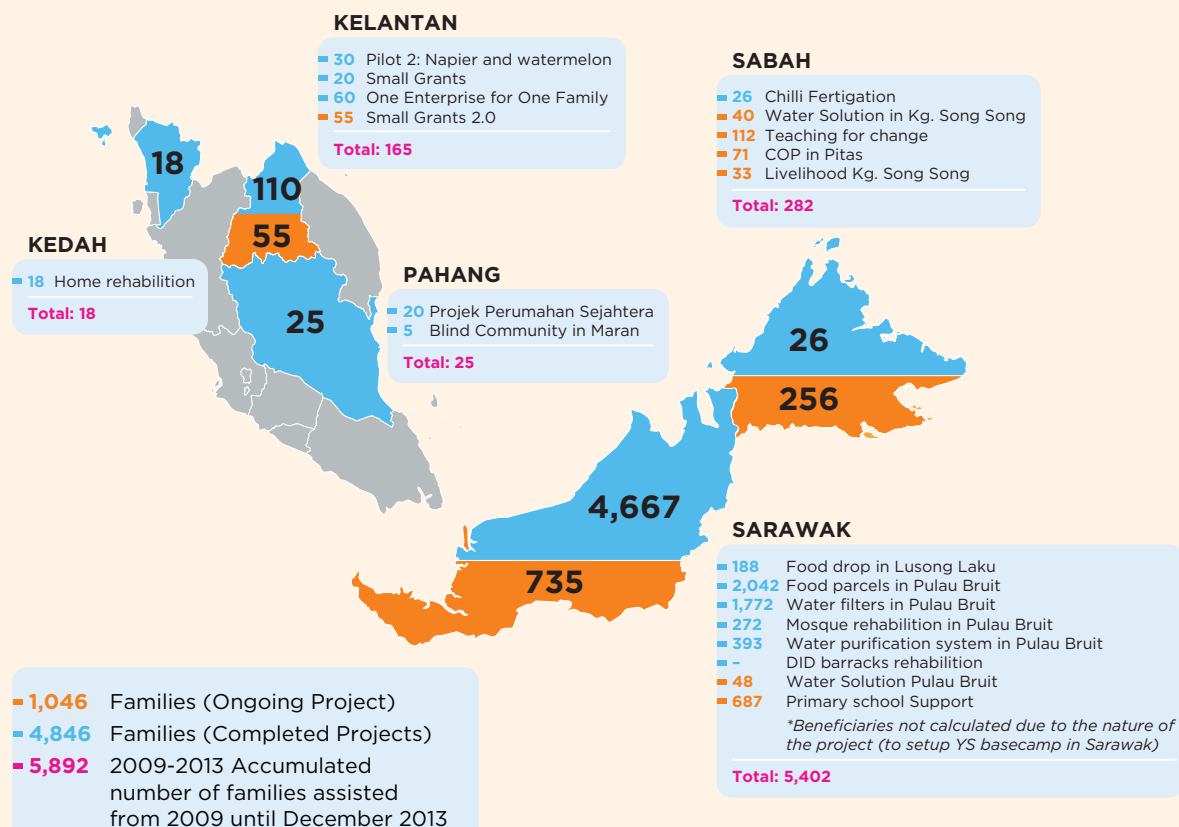 KELANTAN
30 Pilot 2: Napier and watermelon
20 Small Grants
60 One Enterprise for One Family
55 Small Grants 2.0
Total: 165
SABAH
26 Chilli Fertigation
40 Water Solution in Kg. Song Song
112 Teaching for change
71 COP in Pitas
33 Livelihood Kg. Song Song
Total: 282
18
110
55
KEDAH
18 Home rehabilition
Total: 18
PAHANG
20 Projek Perumahan Sejahtera
5 Blind Community in Maran
Total: 25
25
26
256
4,667
735
SARAWAK
188 Food drop in Lusong Laku
2,042 Food parcels in Pulau Bruit
1,772 Water filters in Pulau Bruit
272 Mosque rehabilition in Pulau Bruit
393 Water purification system in Pulau Bruit
– DID barracks rehabilition
48 Water Solution Pulau Bruit
687 Primary school Support
*Beneficiaries not calculated due to the nature of
the project (to setup YS basecamp in Sarawak)
Total: 5,402
1,046 Families (Ongoing Project)
4,846 Families (Completed Projects)
5,892 2009-2013 Accumulated
number of families assisted
from 2009 until December 2013